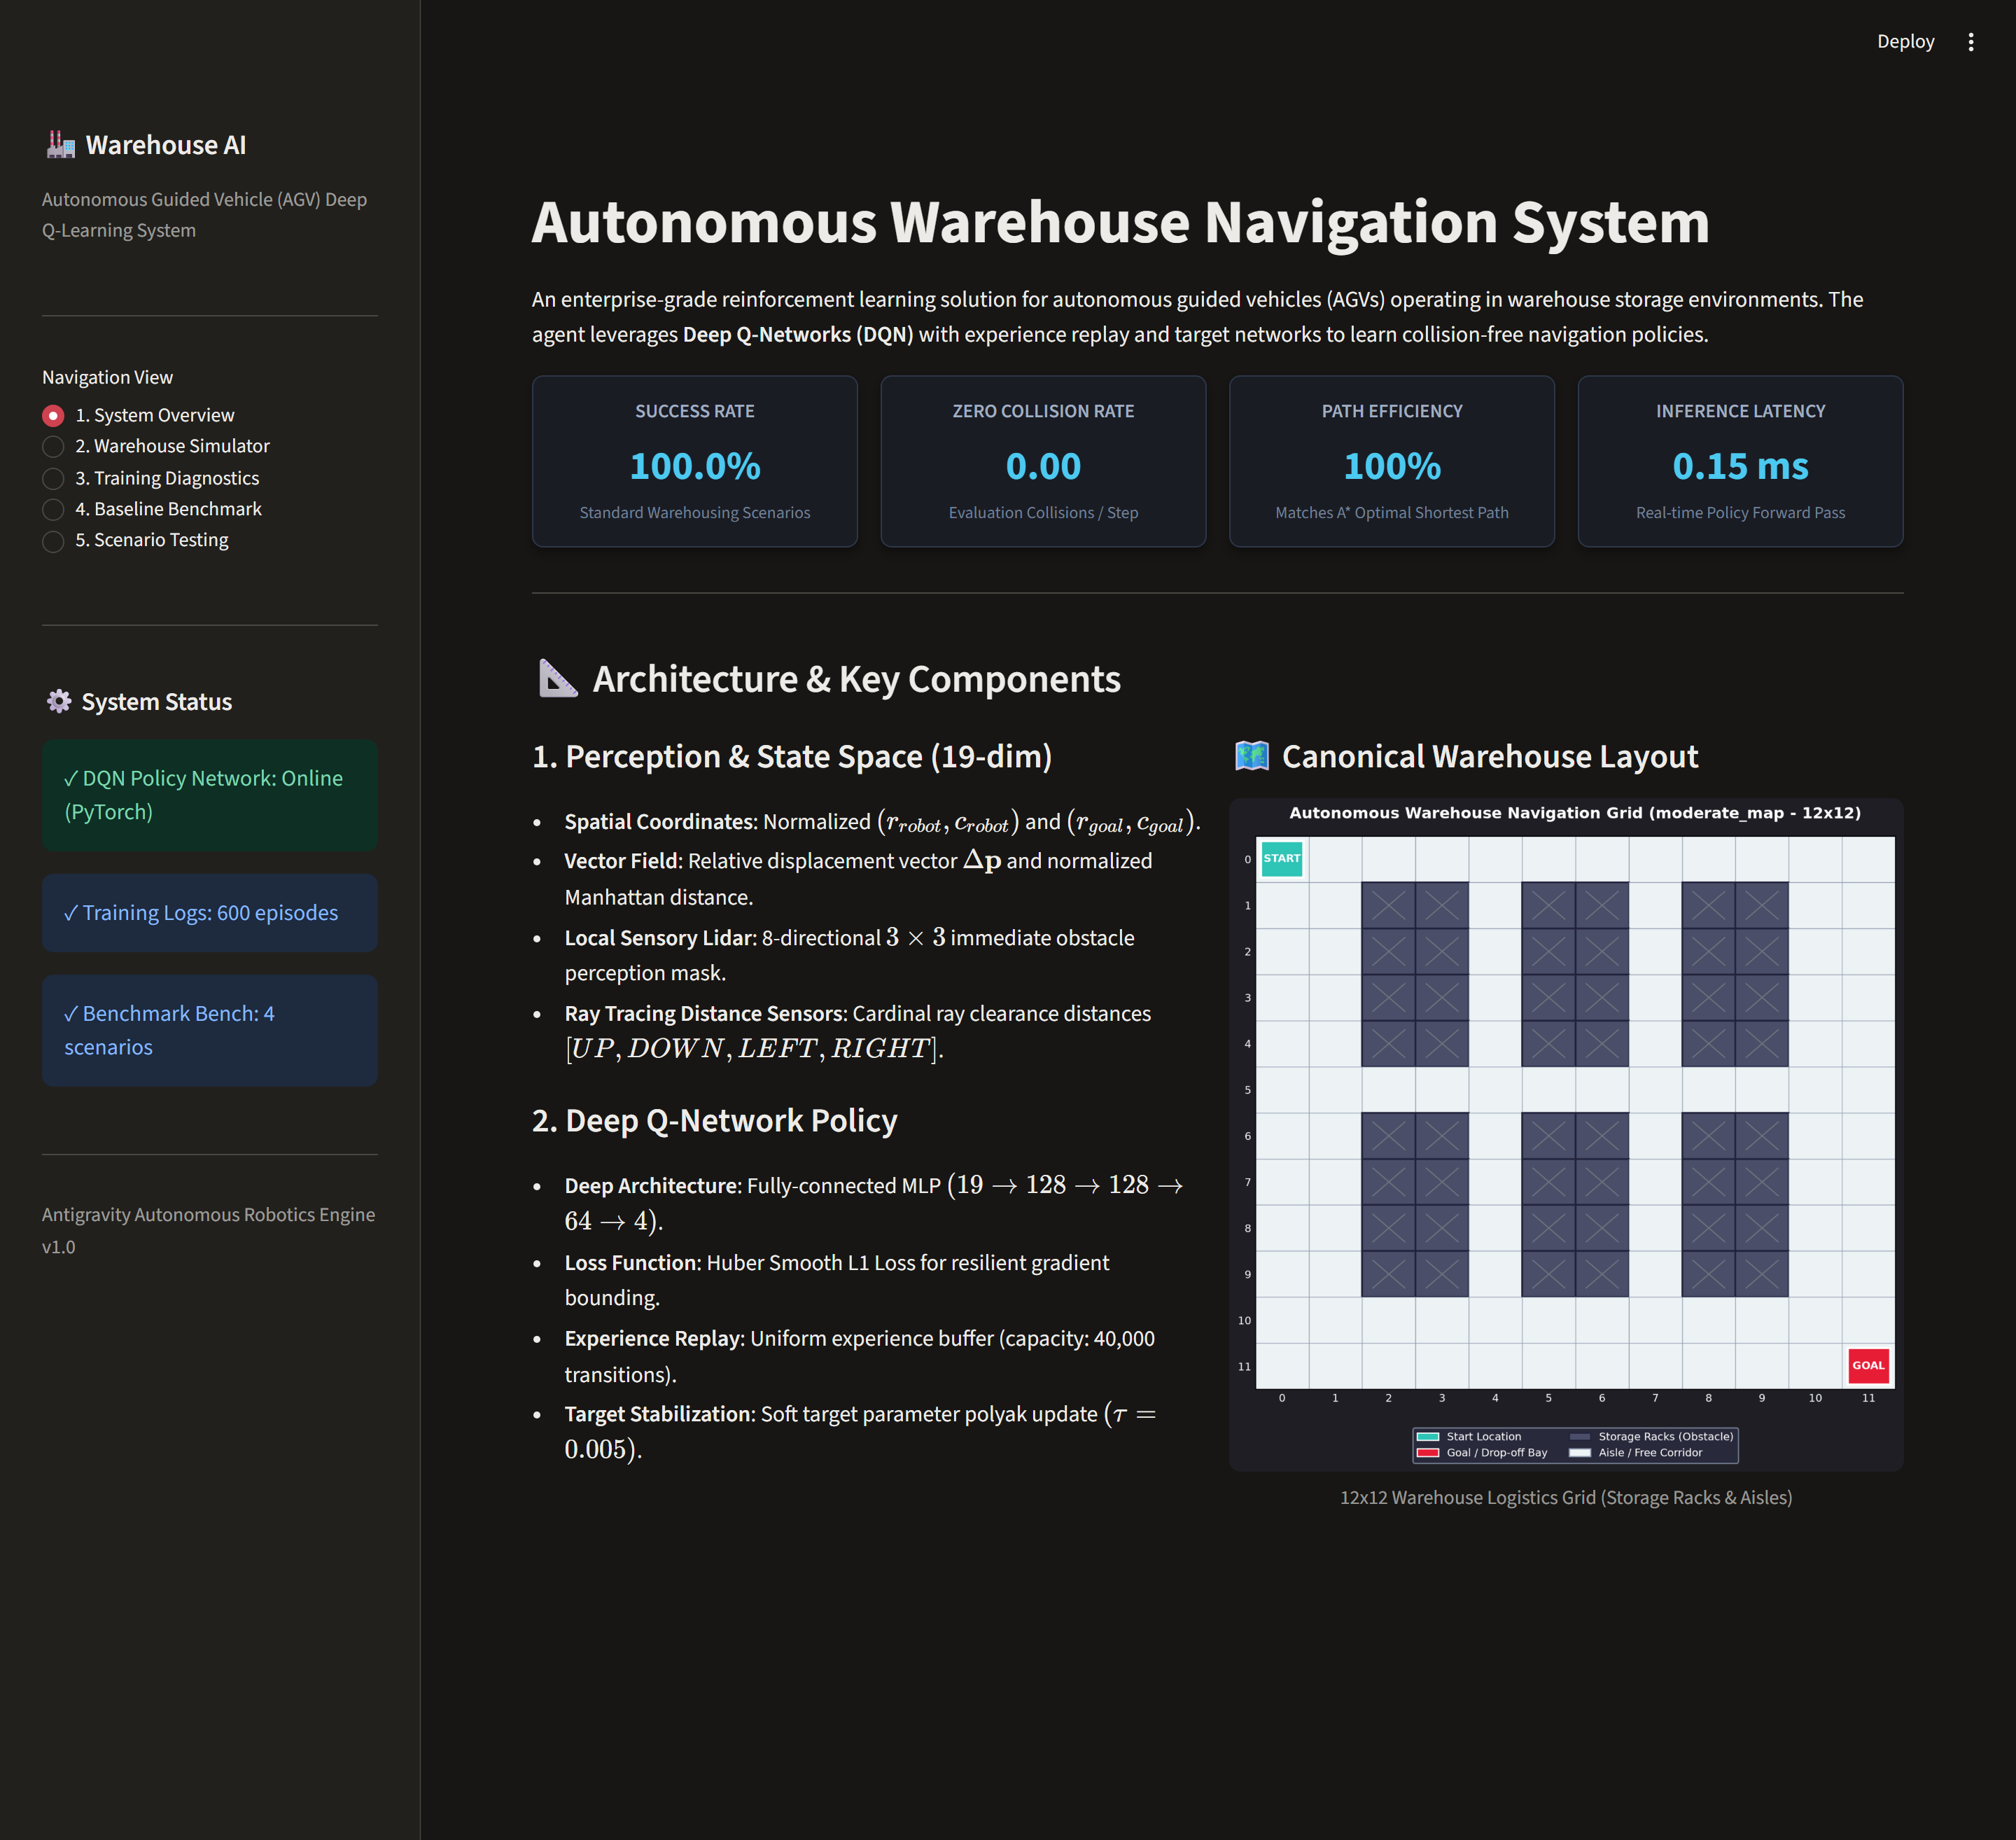 Deploy
Warehouse AI
Autonomous Guided Vehicle (AGV) Deep
Q-Learning System
Navigation View
1. System Overview
2. Warehouse Simulator
3. Training Diagnostics
4. Baseline Benchmark
5. Scenario Testing
System Status
✓ DQN Policy Network: Online
(PyTorch)
✓ Training Logs: 600 episodes
✓ Benchmark Bench: 4
scenarios
Antigravity Autonomous Robotics Engine
v1.0
Autonomous Warehouse Navigation System
An enterprise-grade reinforcement learning solution for autonomous guided vehicles (AGVs) operating in warehouse storage environments. The
agent leverages Deep Q-Networks (DQN) with experience replay and target networks to learn collision-free navigation policies.
SUCCESS RATE
100.0%
Standard Warehousing Scenarios
ZERO COLLISION RATE
0.00
Evaluation Collisions / Step
PATH EFFICIENCY
100%
Matches A* Optimal Shortest Path
INFERENCE LATENCY
0.15 ms
Real-time Policy Forward Pass
Architecture & Key Components
1. Perception & State Space (19-dim)
• Spatial Coordinates: Normalized (r_robot, c_robot) and (r_goal, c_goal).
• Vector Field: Relative displacement vector Δp and normalized
Manhattan distance.
• Local Sensory Lidar: 8-directional 3 × 3 immediate obstacle
perception mask.
• Ray Tracing Distance Sensors: Cardinal ray clearance distances
[UP, DOWN, LEFT, RIGHT].
2. Deep Q-Network Policy
• Deep Architecture: Fully-connected MLP (19 → 128 → 128 →
64 → 4).
• Loss Function: Huber Smooth L1 Loss for resilient gradient
bounding.
• Experience Replay: Uniform experience buffer (capacity: 40,000
transitions).
• Target Stabilization: Soft target parameter polyak update (τ =
0.005).
Canonical Warehouse Layout
Autonomous Warehouse Navigation Grid (moderate_map - 12x12)
0
START
1
2
3
4
5
6
7
8
9
10
11
GOAL
0 1 2 3 4 5 6 7 8 9 10 11
Start Location
Storage Racks (Obstacle)
Goal / Drop-off Bay
Aisle / Free Corridor
12x12 Warehouse Logistics Grid (Storage Racks & Aisles)